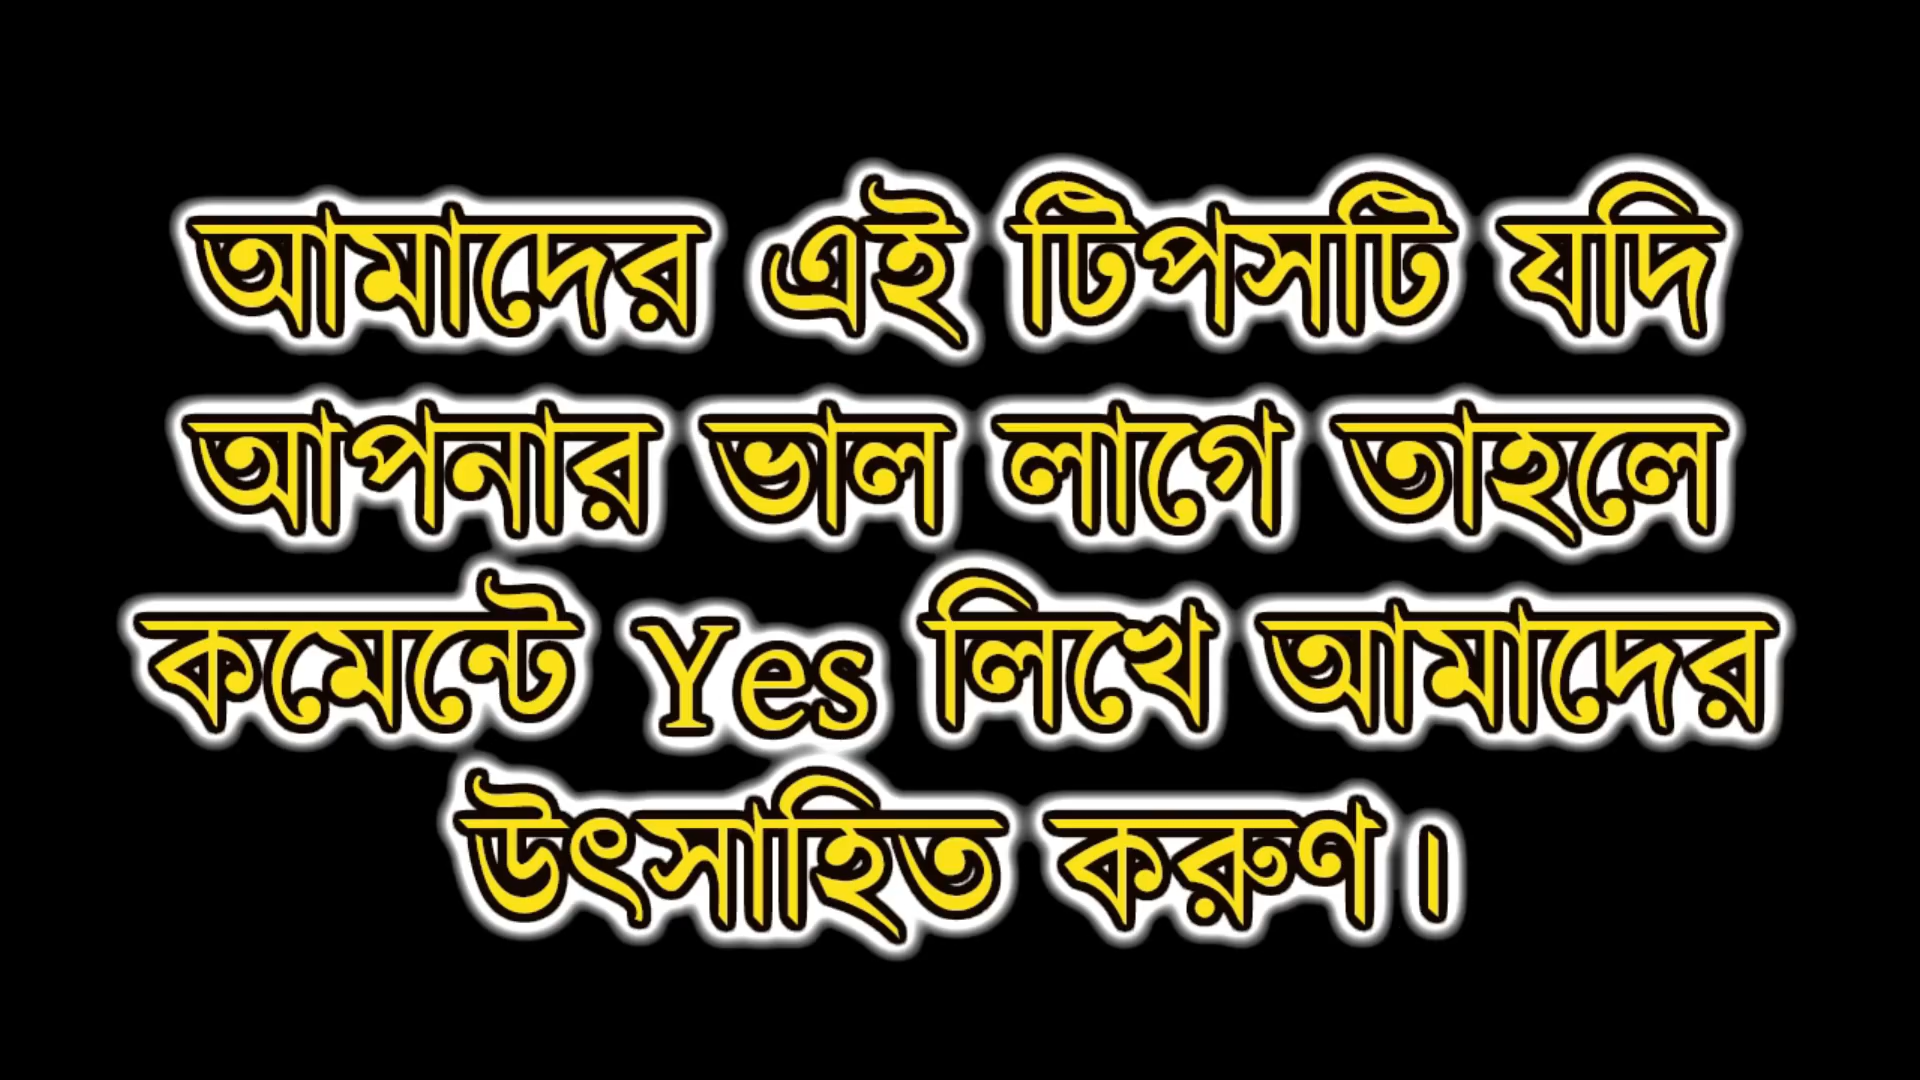 আমাদের এই টিপসটি যদি
আপনার ভাল লাগে তাহলে
কমেন্টে Yes লিখে আমাদের
উৎসাহিত করুণ।